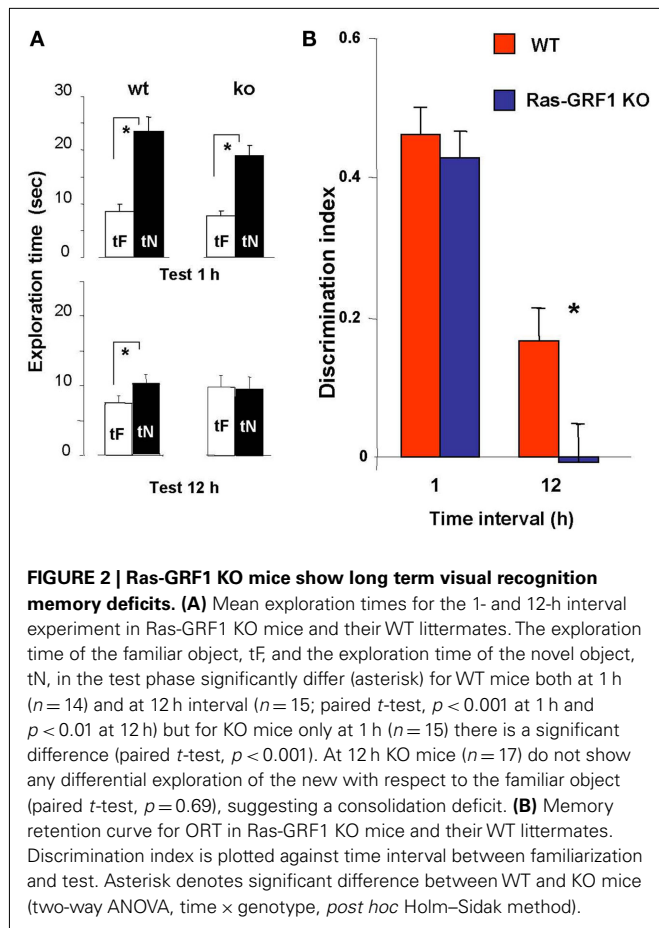 A
B
wt
ko
Exploration time (sec)
30
20
10
0
*
*
tF
tN
tF
tN
Test 1 h
30
20
10
0
*
tF
tN
tF
tN
Test 12 h
0.6
0.4
0.2
0
Discrimination index
WT
Ras-GRF1 KO
*
1
12
Time interval (h)
FIGURE 2 | Ras-GRF1 KO mice show long term visual recognition
memory deficits. (A) Mean exploration times for the 1- and 12-h interval
experiment in Ras-GRF1 KO mice and their WT littermates. The exploration
time of the familiar object, tF, and the exploration time of the novel object,
tN, in the test phase significantly differ (asterisk) for WT mice both at 1 h
(n = 14) and at 12 h interval (n = 15; paired t-test, p < 0.001 at 1 h and
p < 0.01 at 12 h) but for KO mice only at 1 h (n = 15) there is a significant
difference (paired t-test, p < 0.001). At 12 h KO mice (n = 17) do not show
any differential exploration of the new with respect to the familiar object
(paired t-test, p = 0.69), suggesting a consolidation deficit. (B) Memory
retention curve for ORT in Ras-GRF1 KO mice and their WT littermates.
Discrimination index is plotted against time interval between familiarization
and test. Asterisk denotes significant difference between WT and KO mice
(two-way ANOVA, time × genotype, post hoc Holm–Sidak method).